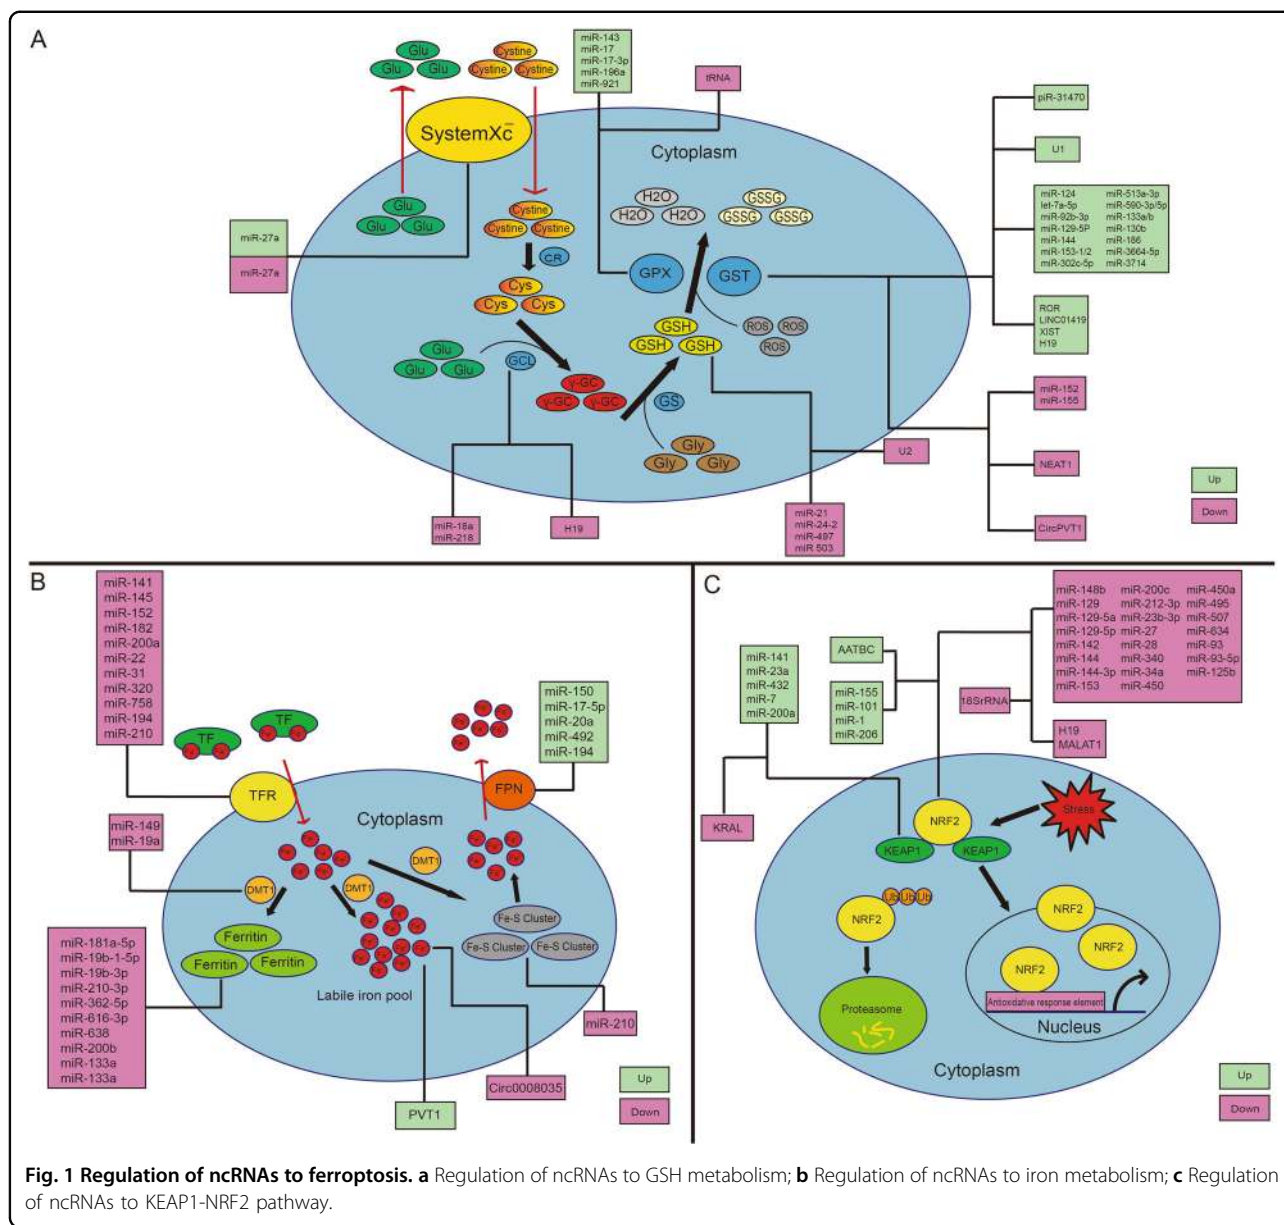 A
Glu
Glu Glu
Cystine
Cystine Cystine
miR-143
miR-17
miR-17-3p
miR-196a
miR-921
tRNA
SystemXc̄
Cytoplasm
piR-31470
U1
miR-124 miR-513a-3p
let-7a-5p miR-590-3p/5p
miR-92b-3p miR-133a/b
miR-129-5P miR-130b
miR-144 miR-186
miR-153-1/2 miR-3664-5p
miR-302c-5p miR-3714
ROR
LINC01419
XIST
H19
miR-27a
miR-27a
Glu
Glu Glu
Cystine
Cystine Cystine
CR
Cys
Cys Cys
H2O
H2O H2O
GSSG
GSSG GSSG
GPX
GST
GSH
GSH GSH
ROS ROS
ROS
Glu
Glu Glu
GCL
γ-GC
γ-GC γ-GC
GS
Gly
Gly Gly
miR-152
miR-155
U2
NEAT1
CircPVT1
miR-18a
miR-218
H19
miR-21
miR-24-2
miR-497
miR 503
Up
Down
B
miR-141
miR-145
miR-152
miR-182
miR-200a
miR-22
miR-31
miR-320
miR-758
miR-194
miR-210
TF
Fe Fe
TF
Fe Fe
Fe Fe
Fe Fe
Fe Fe
miR-150
miR-17-5p
miR-20a
miR-492
miR-194
TFR
FPN
Cytoplasm
miR-149
miR-19a
DMT1
DMT1
DMT1
Ferritin
Ferritin Ferritin
Labile iron pool
Fe-S Cluster
Fe-S Cluster Fe-S Cluster
miR-181a-5p
miR-19b-1-5p
miR-19b-3p
miR-210-3p
miR-362-5p
miR-616-3p
miR-638
miR-200b
miR-133a
miR-133a
miR-210
Circ0008035
PVT1
Up
Down
C
miR-141
miR-23a
miR-432
miR-7
miR-200a
AATBC
miR-155
miR-101
miR-1
miR-206
miR-148b miR-200c miR-450a
miR-129 miR-212-3p miR-495
miR-129-5a miR-23b-3p miR-507
miR-129-5p miR-27 miR-634
miR-142 miR-28 miR-93
miR-144 miR-340 miR-93-5p
miR-144-3p miR-34a miR-125b
miR-153 miR-450
18SrRNA
H19
MALAT1
KRAL
NRF2
KEAP1 KEAP1
Stress
Ub Ub Ub
NRF2
Proteasome
NRF2
NRF2
NRF2
Antioxidative response element
Nucleus
Cytoplasm
Up
Down
Fig. 1 Regulation of ncRNAs to ferroptosis. a Regulation of ncRNAs to GSH metabolism; b Regulation of ncRNAs to iron metabolism; c Regulation
of ncRNAs to KEAP1-NRF2 pathway.